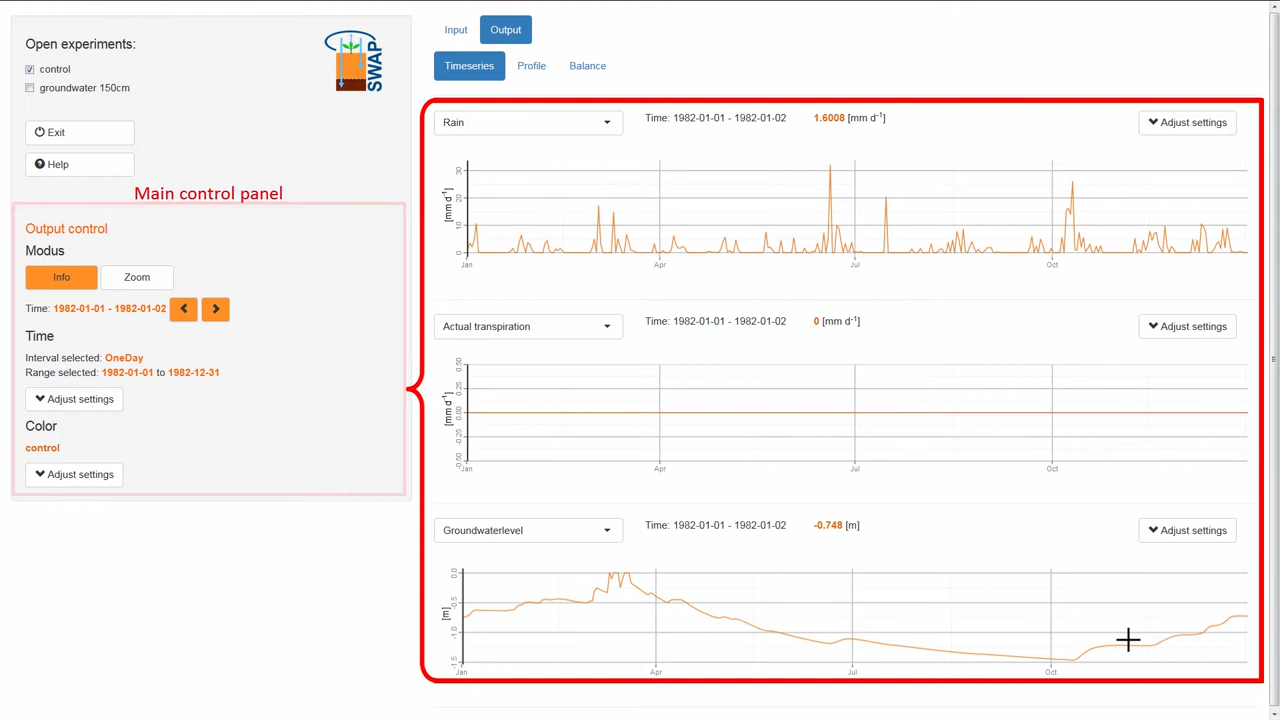 Open experiments:
control
groundwater 150cm
SWAP
Exit
Help
Main control panel
Output control
Modus
Info Zoom
Time: 1982-01-01 - 1982-01-02
Time
Interval selected: OneDay
Range selected: 1982-01-01 to 1982-12-31
Adjust settings
Color
control
Adjust settings
Input Output
Timeseries Profile Balance
Rain Time: 1982-01-01 - 1982-01-02 1.6008 [mm d⁻¹] Adjust settings
[mm d⁻¹]
30
20
10
0
Jan Apr Jul Oct
Actual transpiration Time: 1982-01-01 - 1982-01-02 0 [mm d⁻¹] Adjust settings
[mm d⁻¹]
0.50
0.25
0.00
-0.25
-0.50
Jan Apr Jul Oct
Groundwaterlevel Time: 1982-01-01 - 1982-01-02 -0.748 [m] Adjust settings
[m]
0.0
-0.5
-1.0
-1.5
Jan Apr Jul Oct